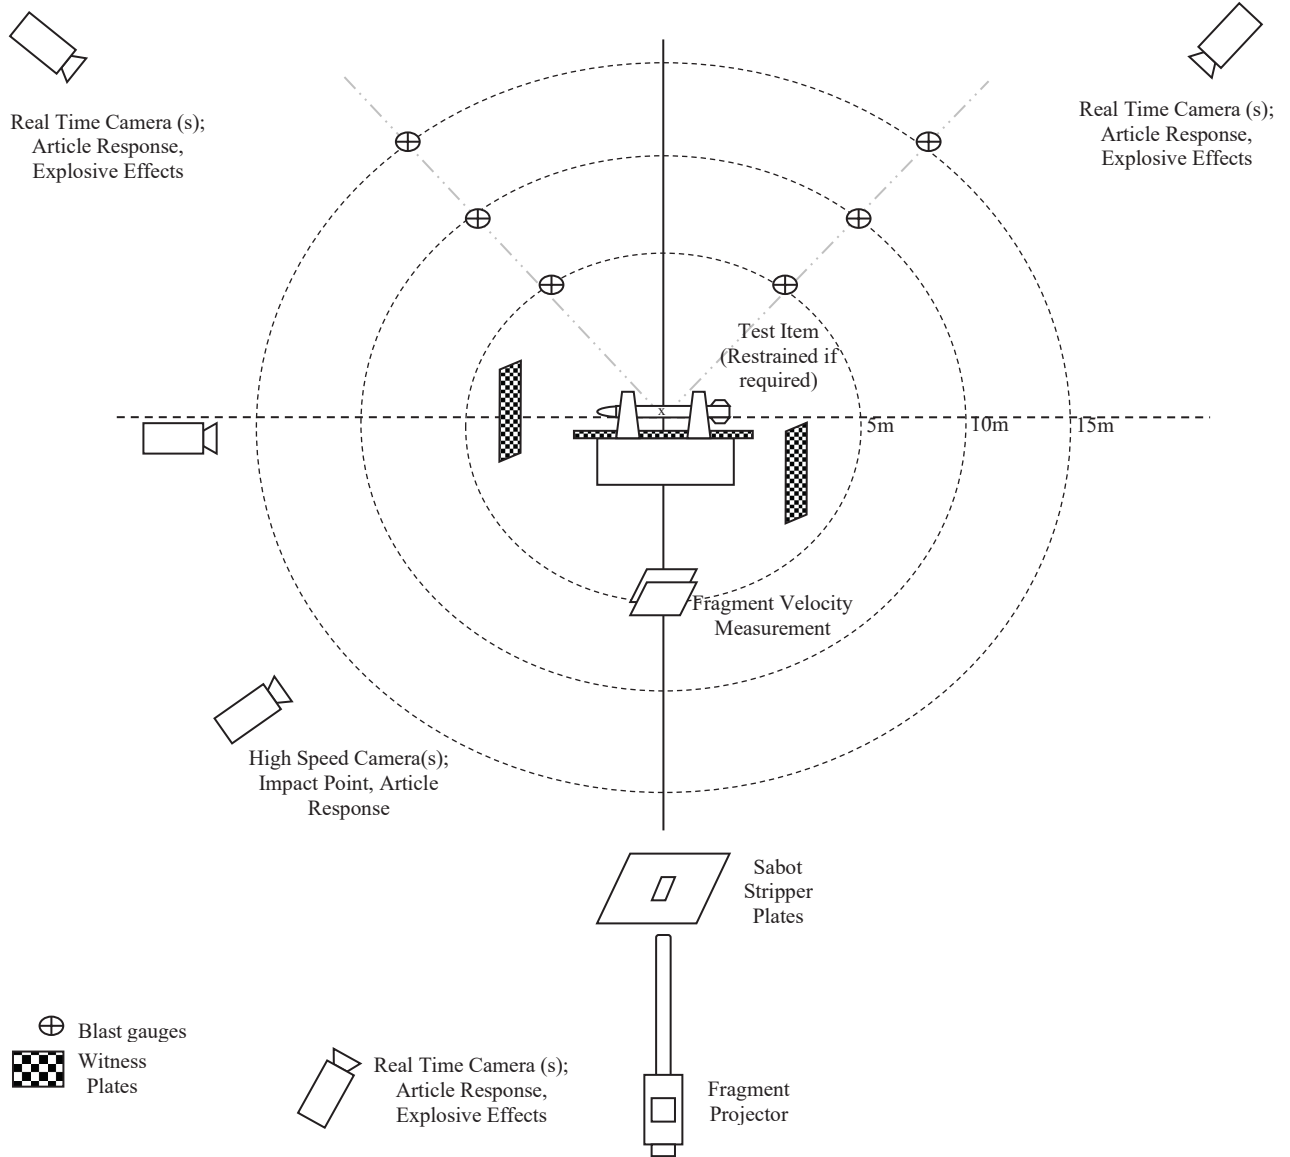 Real Time Camera (s);
Article Response,
Explosive Effects
Real Time Camera (s);
Article Response,
Explosive Effects
Test Item
(Restrained if
required)
x
5m
10m
15m
Fragment Velocity
Measurement
High Speed Camera(s);
Impact Point, Article
Response
Sabot
Stripper
Plates
Blast gauges
Witness
Plates
Real Time Camera (s);
Article Response,
Explosive Effects
Fragment
Projector